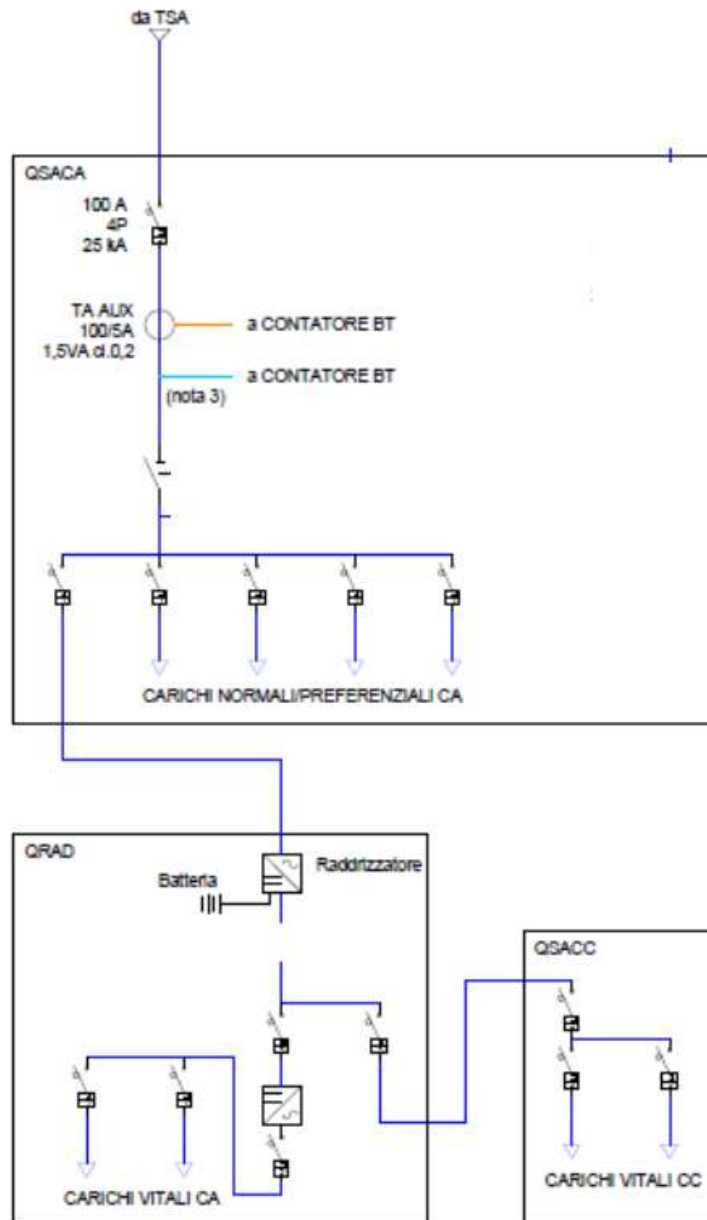 da TSA
QSACA
100 A
4P
25 kA
TA AUX
100/5A
1,5VA cl.0,2
a CONTATORE BT
a CONTATORE BT
(nota 3)
CARICHI NORMALI/PREFERENZIALI CA
QRAD
Raddrizzatore
Batteria
QSACC
CARICHI VITALI CA
CARICHI VITALI CC